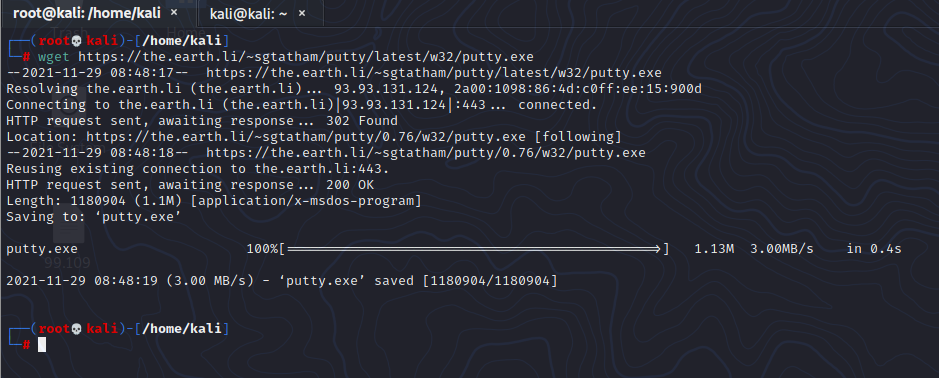 root@kali: /home/kali × kali@kali: ~ ×
┌──(root💀kali)-[/home/kali]
└─# wget https://the.earth.li/~sgtatham/putty/latest/w32/putty.exe
--2021-11-29 08:48:17--  https://the.earth.li/~sgtatham/putty/latest/w32/putty.exe
Resolving the.earth.li (the.earth.li)... 93.93.131.124, 2a00:1098:86:4d:c0ff:ee:15:900d
Connecting to the.earth.li (the.earth.li)|93.93.131.124|:443... connected.
HTTP request sent, awaiting response... 302 Found
Location: https://the.earth.li/~sgtatham/putty/0.76/w32/putty.exe [following]
--2021-11-29 08:48:18--  https://the.earth.li/~sgtatham/putty/0.76/w32/putty.exe
Reusing existing connection to the.earth.li:443.
HTTP request sent, awaiting response... 200 OK
Length: 1180904 (1.1M) [application/x-msdos-program]
Saving to: ‘putty.exe’
putty.exe 100%[===================================================>] 1.13M 3.00MB/s in 0.4s
99.109
2021-11-29 08:48:19 (3.00 MB/s) - ‘putty.exe’ saved [1180904/1180904]
┌──(root💀kali)-[/home/kali]
└─#